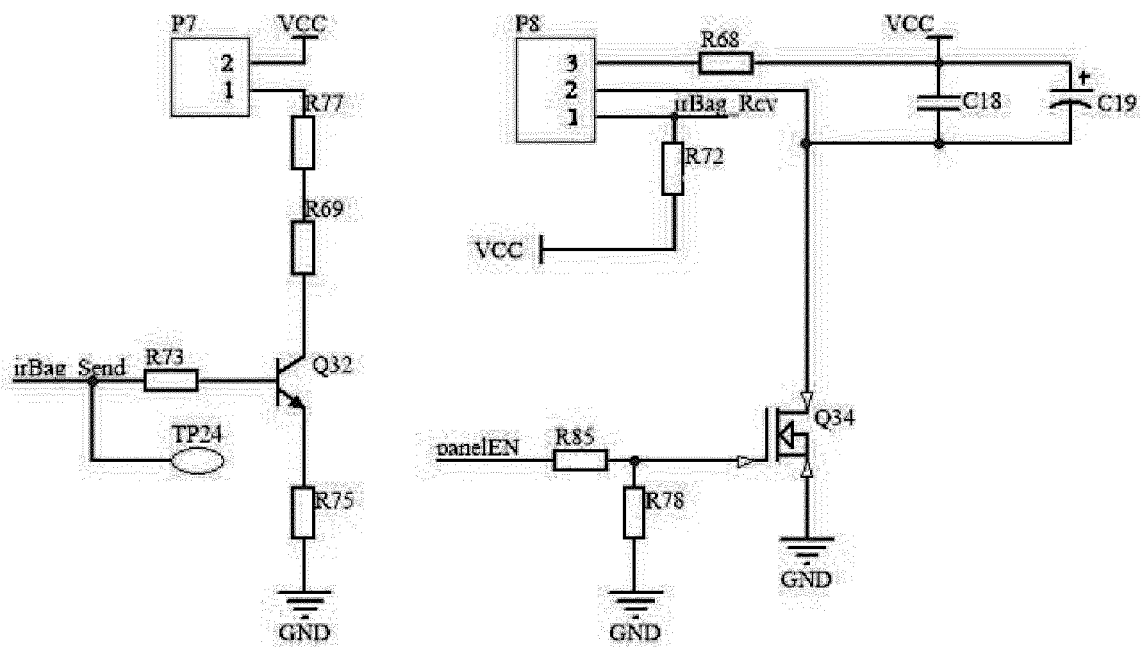 P7
VCC
2
1
R77
R69
irBag_Send
R73
Q32
TP24
R75
GND
P8
R68
VCC
3
2
1
irBag_Rcv
C18
C19
R72
VCC
panelEN
R85
Q34
R78
GND
GND